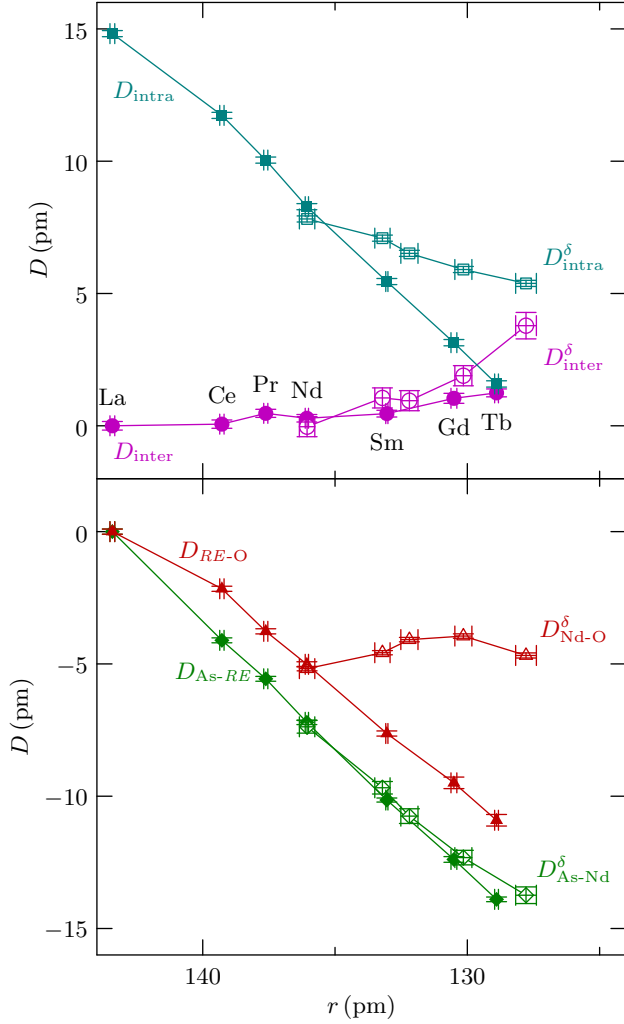 15
D_intra
10
D (pm)
D^δ_intra
5
D^δ_inter
La
Ce
Pr
Nd
0
Sm
Gd
Tb
D_inter
0
D_RE-O
D^δ_Nd-O
−5
D_As-RE
D (pm)
−10
D^δ_As-Nd
−15
140
130
r (pm)